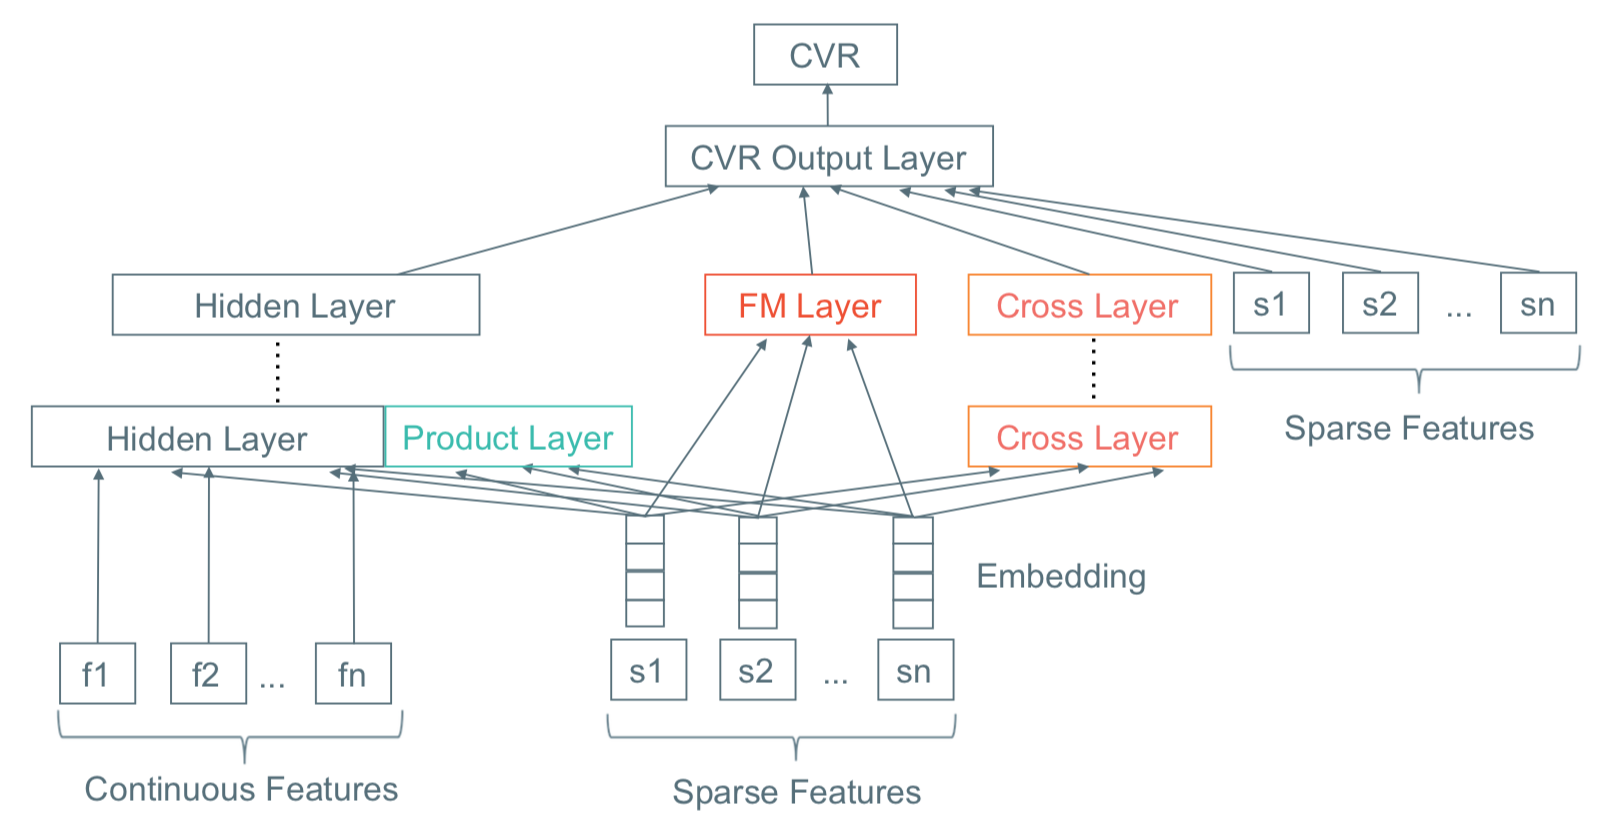 CVR
CVR Output Layer
Hidden Layer
FM Layer
Cross Layer
s1
s2
...
sn
Sparse Features
Hidden Layer
Product Layer
Cross Layer
Embedding
f1
f2
...
fn
s1
s2
...
sn
Continuous Features
Sparse Features